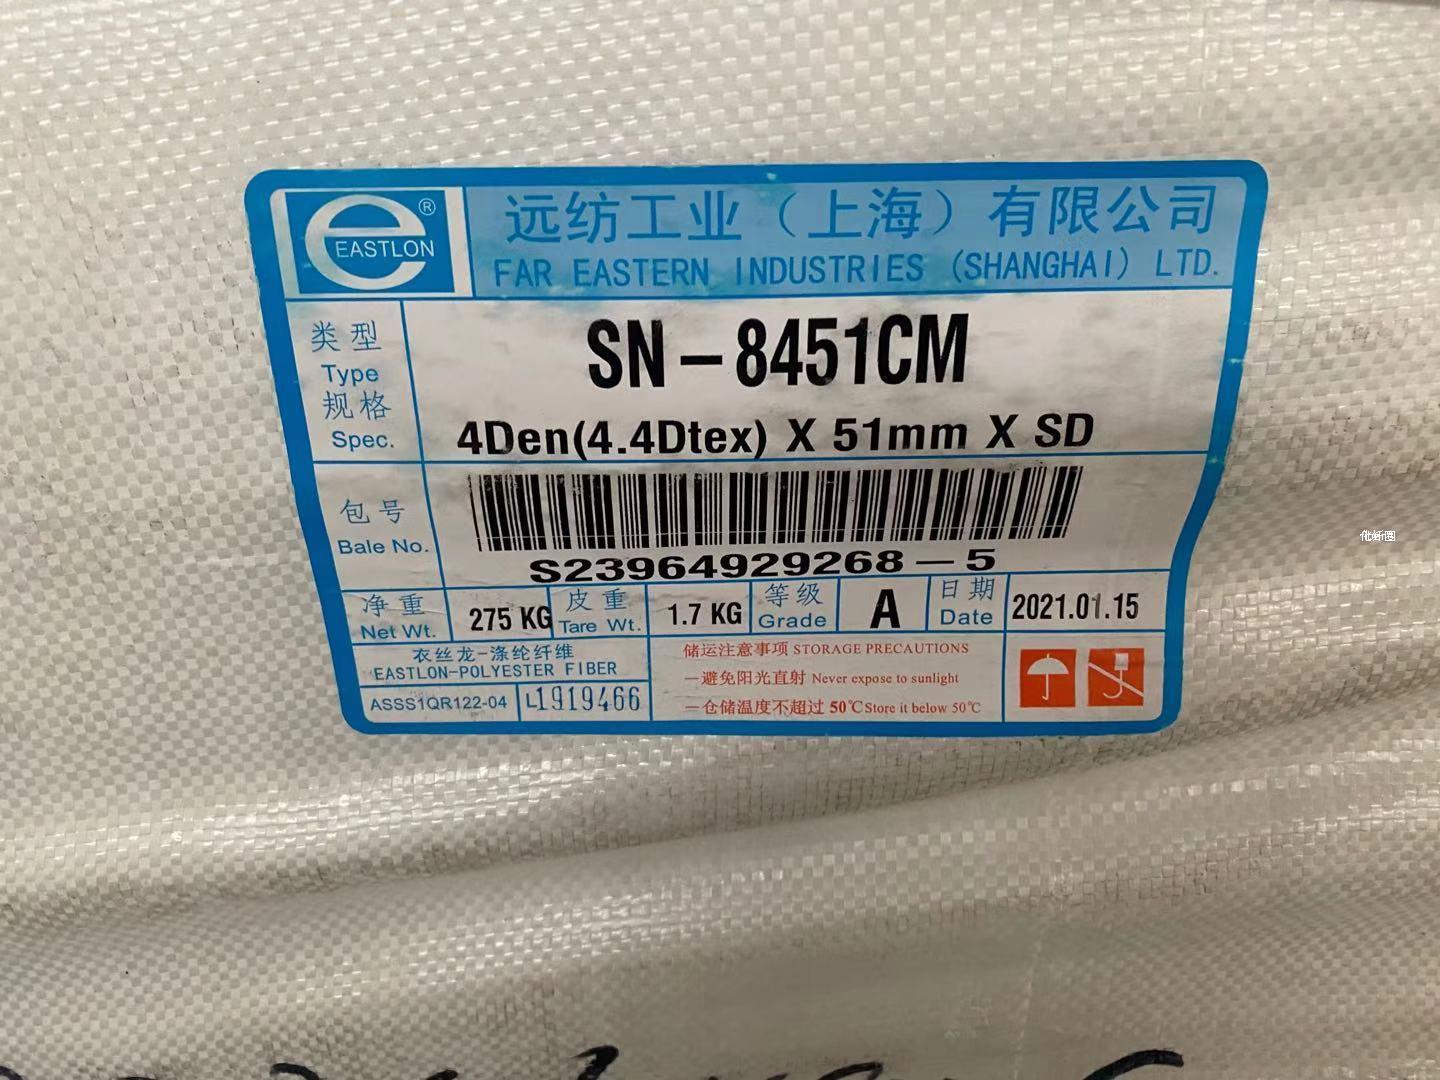 e ® EASTLON
远纺工业（上海）有限公司
FAR EASTERN INDUSTRIES (SHANGHAI) LTD.
类型
Type
SN-8451CM
规格
Spec.
4Den(4.4Dtex) X 51mm X SD
包号
Bale No.
S23964929268-5
净重
Net Wt.
275 KG
皮重
Tare Wt.
1.7 KG
等级
Grade
A
日期
Date
2021.01.15
衣丝龙-涤纶纤维
EASTLON-POLYESTER FIBER
ASSS1QR122-04
L1919466
储运注意事项 STORAGE PRECAUTIONS
—避免阳光直射 Never expose to sunlight
—仓储温度不超过 50℃ Store it below 50℃